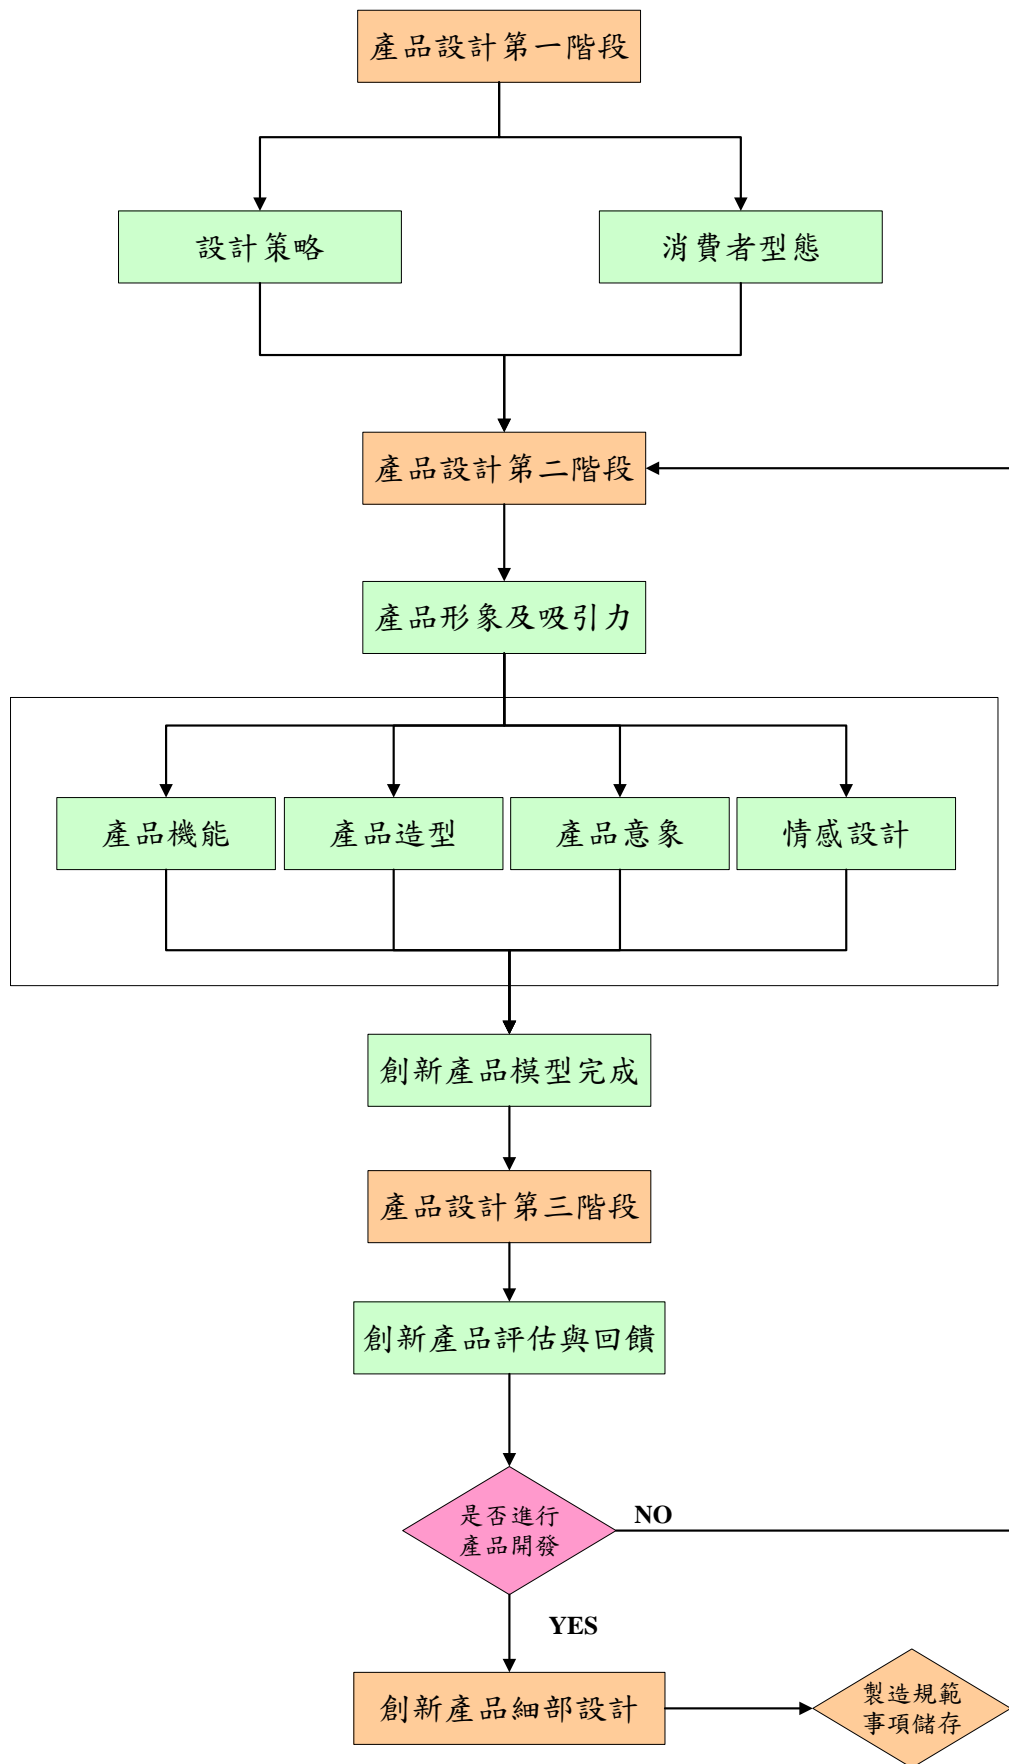 產品設計第一階段
設計策略
消費者型態
產品設計第二階段
產品形象及吸引力
產品機能
產品造型
產品意象
情感設計
創新產品模型完成
產品設計第三階段
創新產品評估與回饋
是否進行
產品開發
NO
YES
創新產品細部設計
製造規範
事項儲存